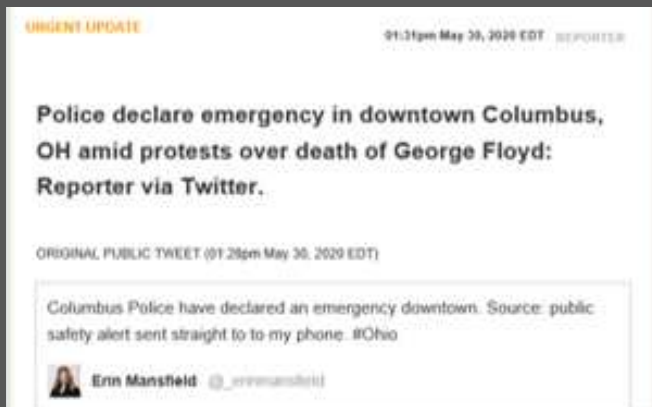 URGENT UPDATE
01:31pm May 30, 2020 EDT REPORTER
Police declare emergency in downtown Columbus,
OH amid protests over death of George Floyd:
Reporter via Twitter.
ORIGINAL PUBLIC TWEET (01:28pm May 30, 2020 EDT)
Columbus Police have declared an emergency downtown. Source: public
safety alert sent straight to to my phone. #Ohio
Erin Mansfield @_erinmansfield